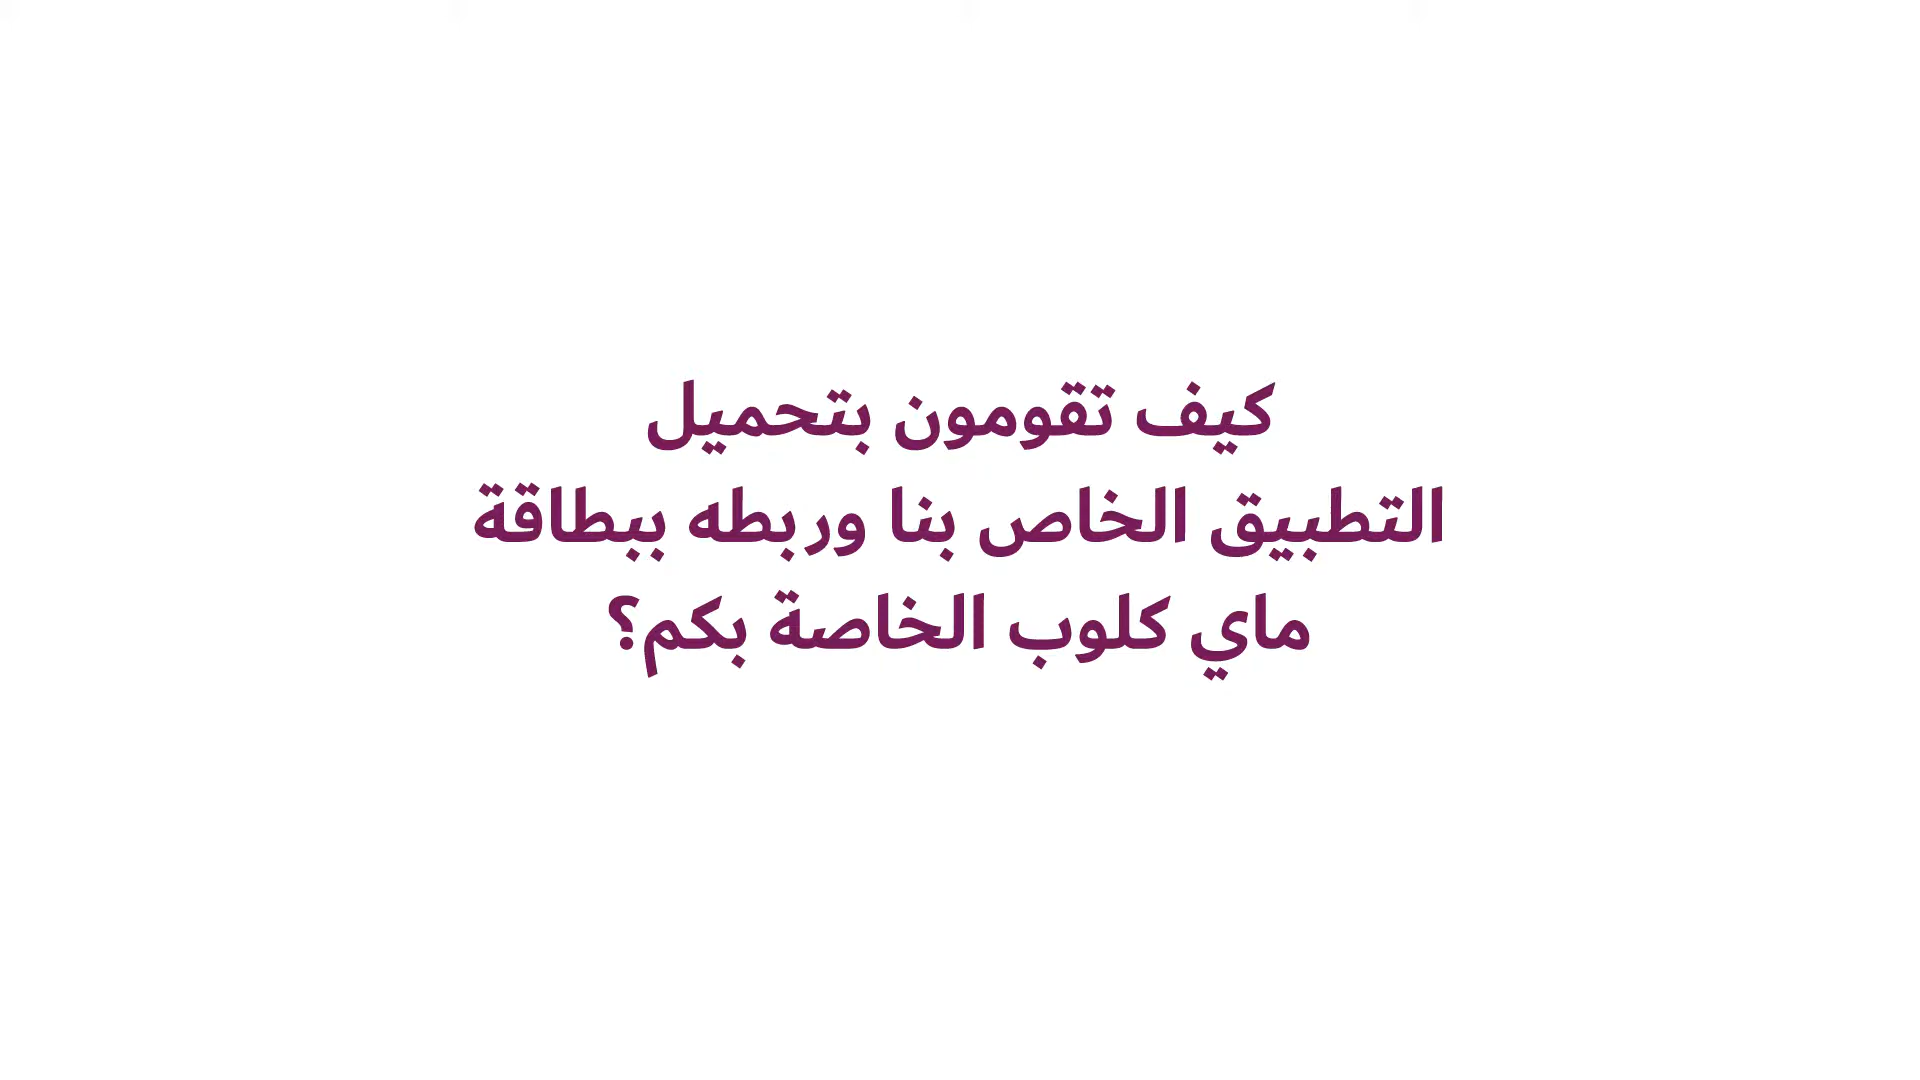 كيف تقومون بتحميل
التطبيق الخاص بنا وربطه ببطاقة
ماي كلوب الخاصة بكم؟